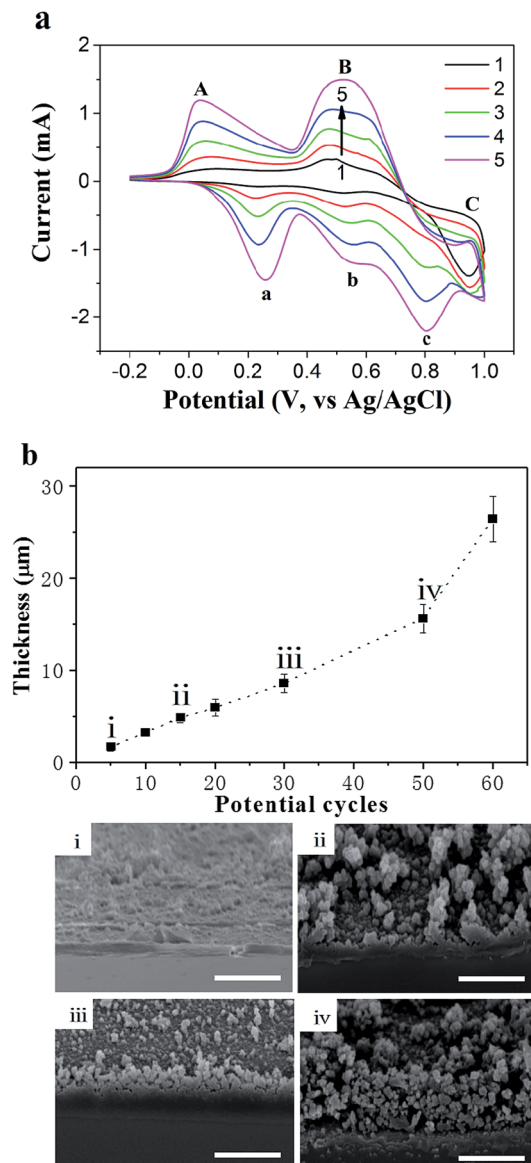 a
A
B
C
a
b
c
5
1
1
2
3
4
5
2
1
0
-1
-2
Current (mA)
-0.2 0.0 0.2 0.4 0.6 0.8 1.0
Potential (V, vs Ag/AgCl)
b
30
20
10
0
Thickness (μm)
i
ii
iii
iv
0 10 20 30 40 50 60
Potential cycles
i
ii
iii
iv